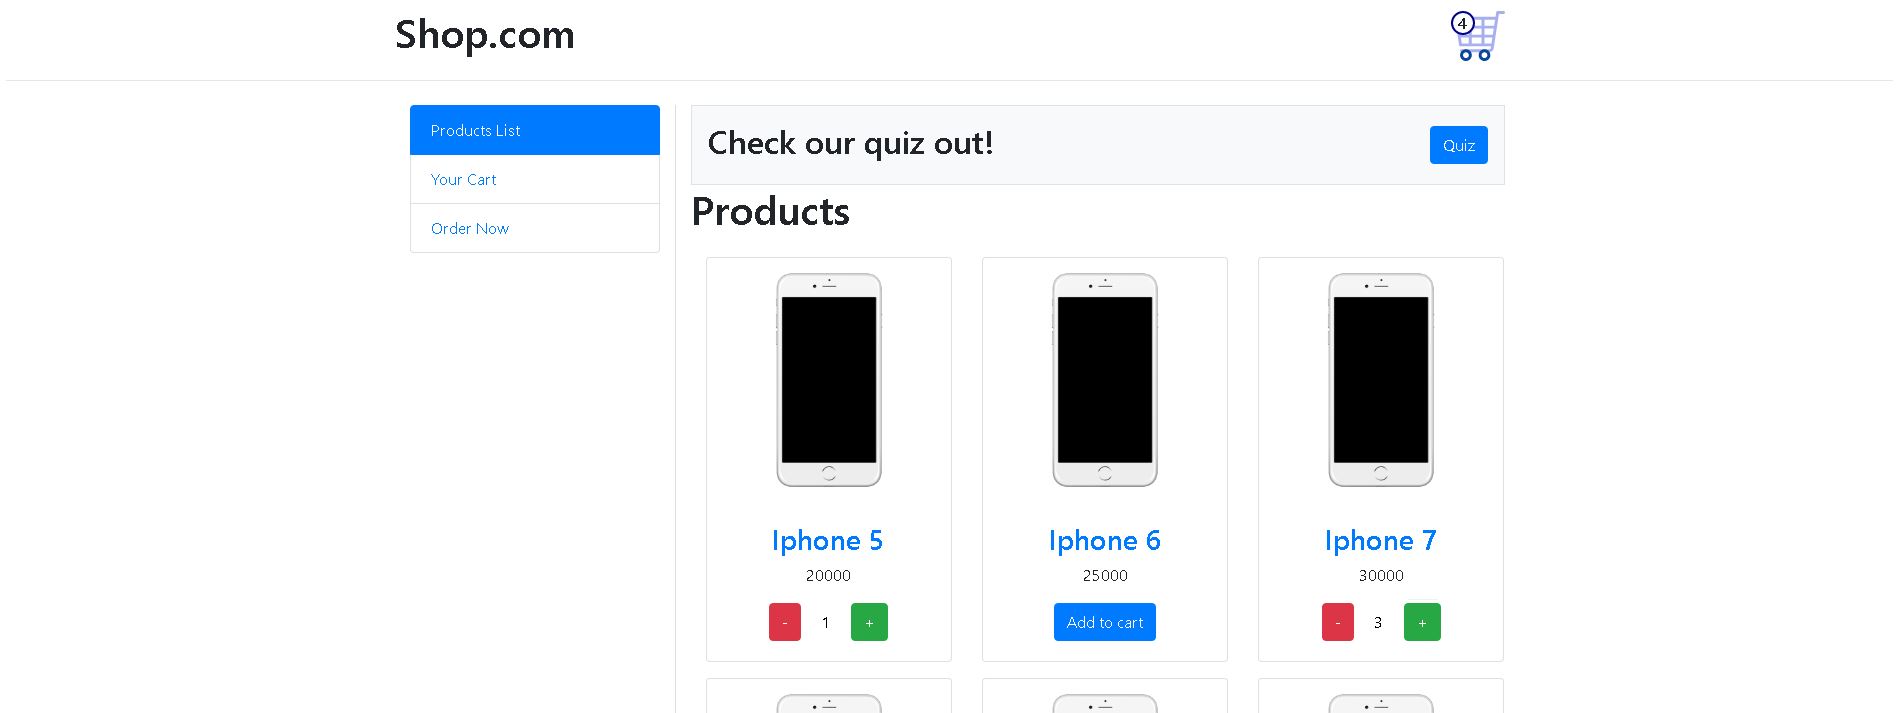 Shop.com
4
Products List
Your Cart
Order Now
Check our quiz out!
Quiz
Products
Iphone 5
20000
- 1 +
Iphone 6
25000
Add to cart
Iphone 7
30000
- 3 +